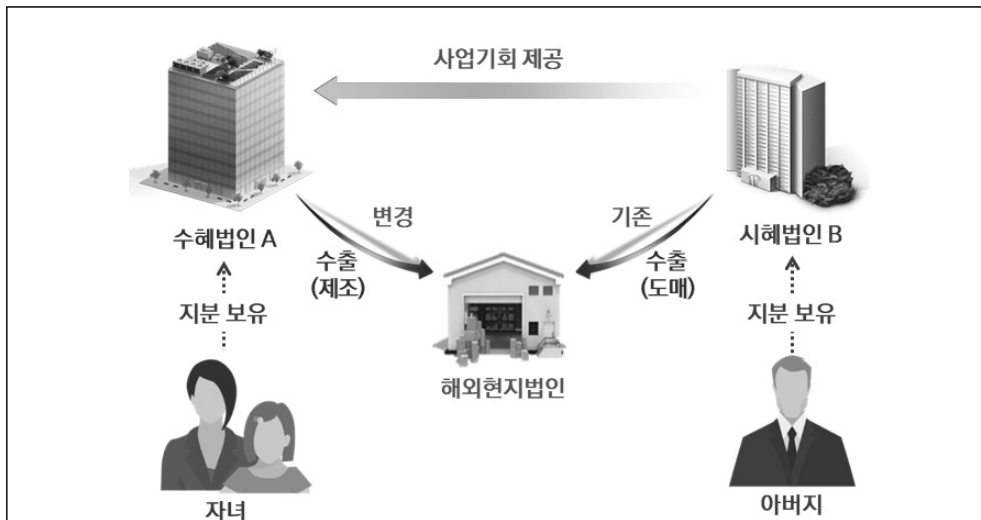 사업기회 제공
수혜법인 A
시혜법인 B
변경
기존
수출
(제조)
수출
(도매)
지분 보유
지분 보유
해외현지법인
자녀
아버지